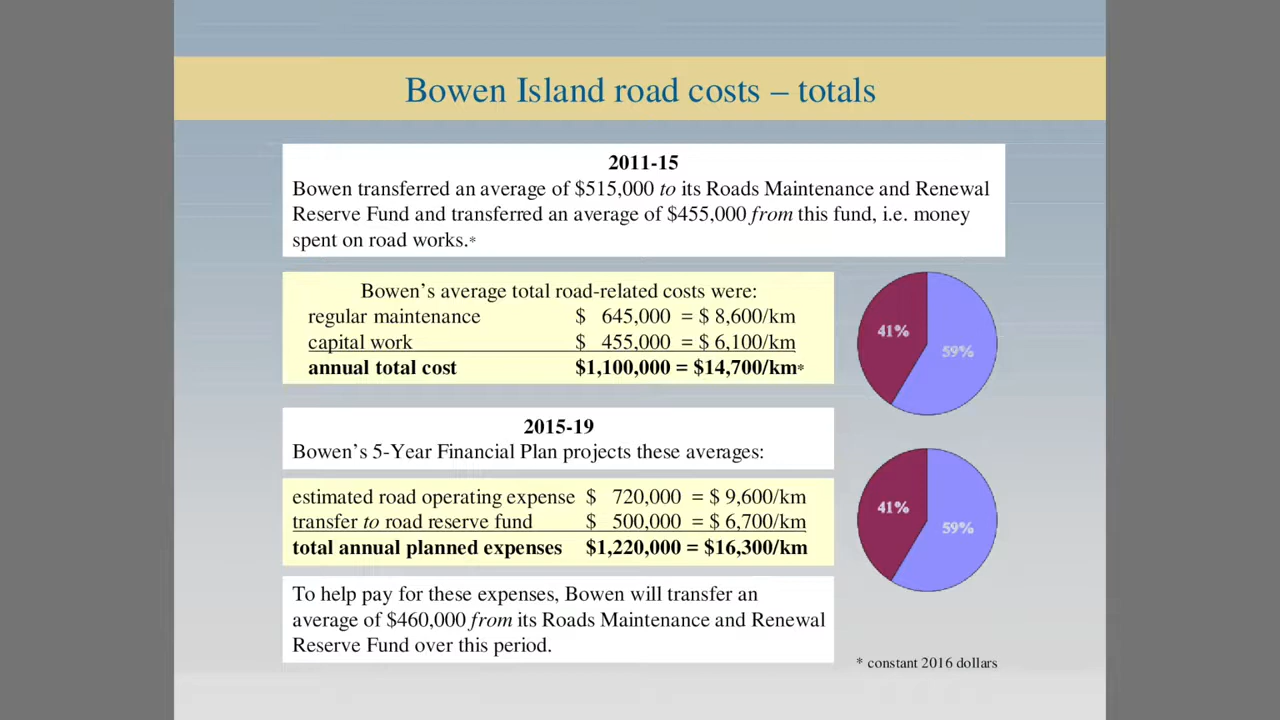 Bowen Island road costs – totals
2011-15
Bowen transferred an average of $515,000 to its Roads Maintenance and Renewal
Reserve Fund and transferred an average of $455,000 from this fund, i.e. money
spent on road works.*
Bowen’s average total road-related costs were:
regular maintenance $ 645,000 = $ 8,600/km
capital work $ 455,000 = $ 6,100/km
annual total cost $1,100,000 = $14,700/km*
41%
59%
2015-19
Bowen’s 5-Year Financial Plan projects these averages:
estimated road operating expense $ 720,000 = $ 9,600/km
transfer to road reserve fund $ 500,000 = $ 6,700/km
total annual planned expenses $1,220,000 = $16,300/km
41%
59%
To help pay for these expenses, Bowen will transfer an
average of $460,000 from its Roads Maintenance and Renewal
Reserve Fund over this period.
* constant 2016 dollars